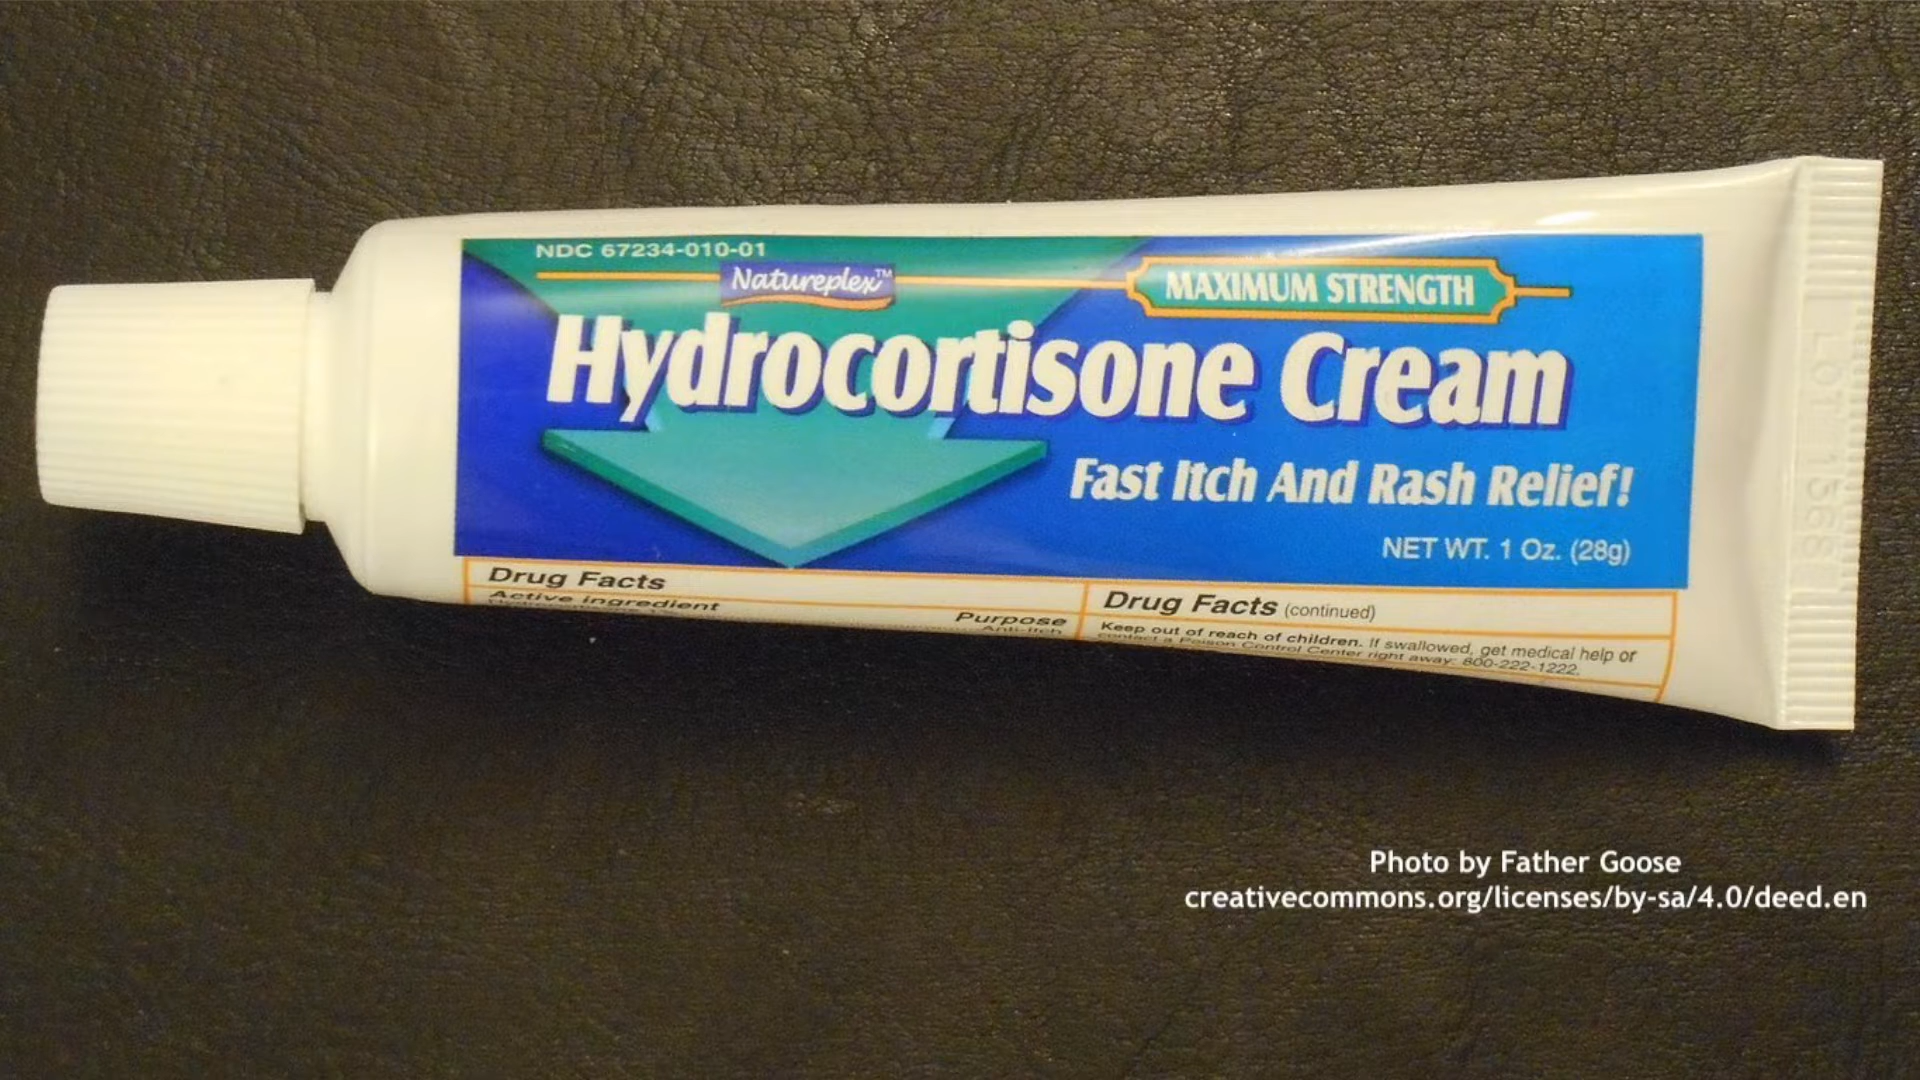 NDC 67234-010-01
Natureplex™
MAXIMUM STRENGTH
Hydrocortisone Cream
Fast Itch And Rash Relief!
NET WT. 1 Oz. (28g)
Drug Facts
Active ingredient
Purpose
Anti-itch
Drug Facts (continued)
Keep out of reach of children. If swallowed, get medical help or
contact a Poison Control Center right away: 800-222-1222.
Photo by Father Goose
creativecommons.org/licenses/by-sa/4.0/deed.en